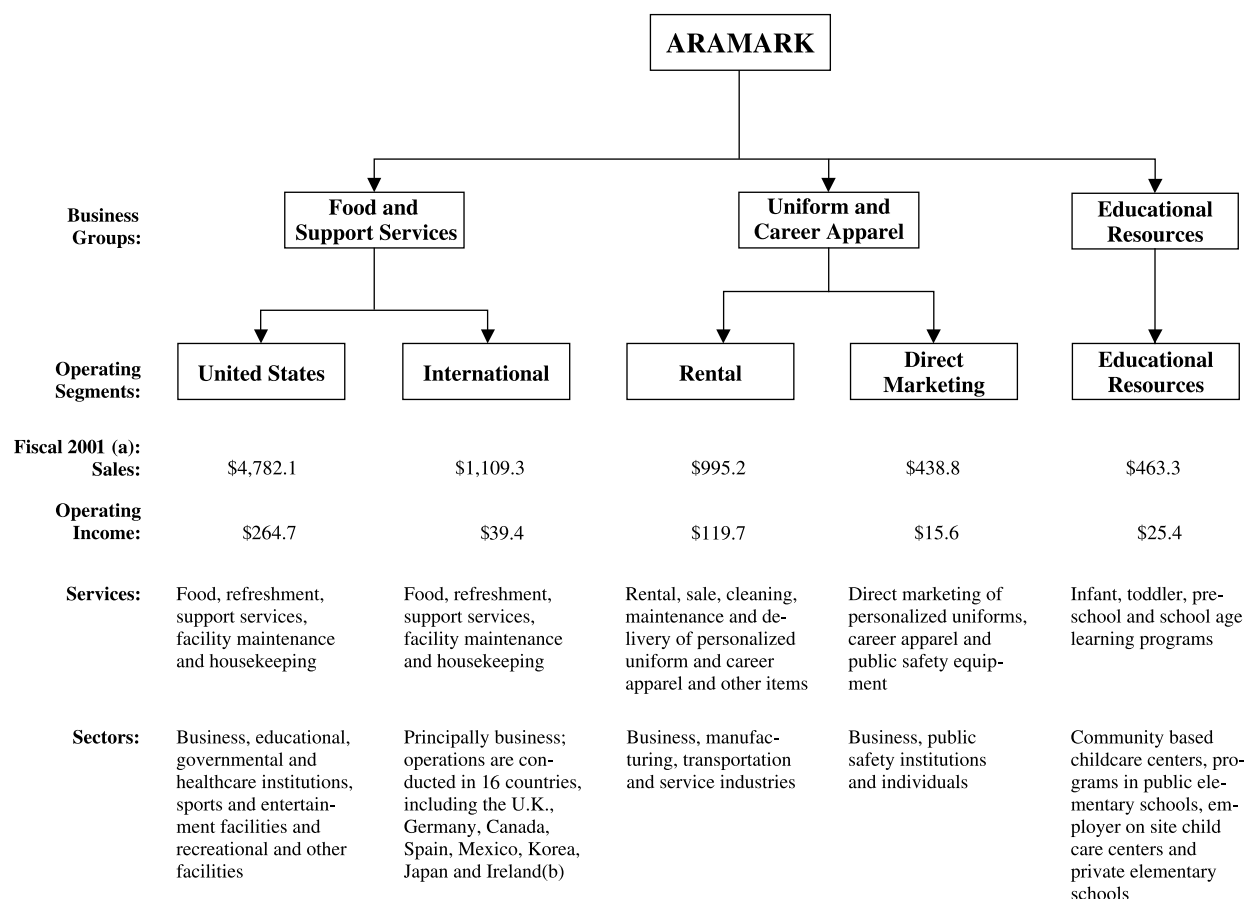 ARAMARK
Business
Groups:
Food and
Support Services
Uniform and
Career Apparel
Educational
Resources
Operating
Segments:
United States
International
Rental
Direct
Marketing
Educational
Resources
Fiscal 2001 (a):
Sales:
$4,782.1
$1,109.3
$995.2
$438.8
$463.3
Operating
Income:
$264.7
$39.4
$119.7
$15.6
$25.4
Services:
Food, refreshment,
support services,
facility maintenance
and housekeeping
Food, refreshment,
support services,
facility maintenance
and housekeeping
Rental, sale, cleaning,
maintenance and de-
livery of personalized
uniform and career
apparel and other items
Direct marketing of
personalized uniforms,
career apparel and
public safety equip-
ment
Infant, toddler, pre-
school and school age
learning programs
Sectors:
Business, educational,
governmental and
healthcare institutions,
sports and entertain-
ment facilities and
recreational and other
facilities
Principally business;
operations are con-
ducted in 16 countries,
including the U.K.,
Germany, Canada,
Spain, Mexico, Korea,
Japan and Ireland(b)
Business, manufac-
turing, transportation
and service industries
Business, public
safety institutions
and individuals
Community based
childcare centers, pro-
grams in public ele-
mentary schools, em-
ployer on site child
care centers and
private elementary
schools